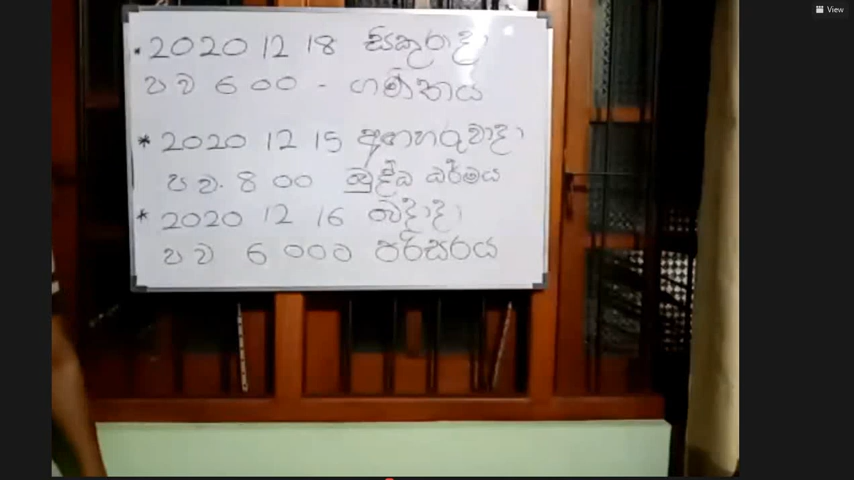 . 2020 12 18 සිකුරාදා
ප ව 6 00 - ගණිතය
* 2020 12 15 අඟහරුවාදා
ප ව. 8 00 බුද්ධ ධර්මය
* 2020 12 16 බදාදා
ප ව 6 000 පරිසරය
View